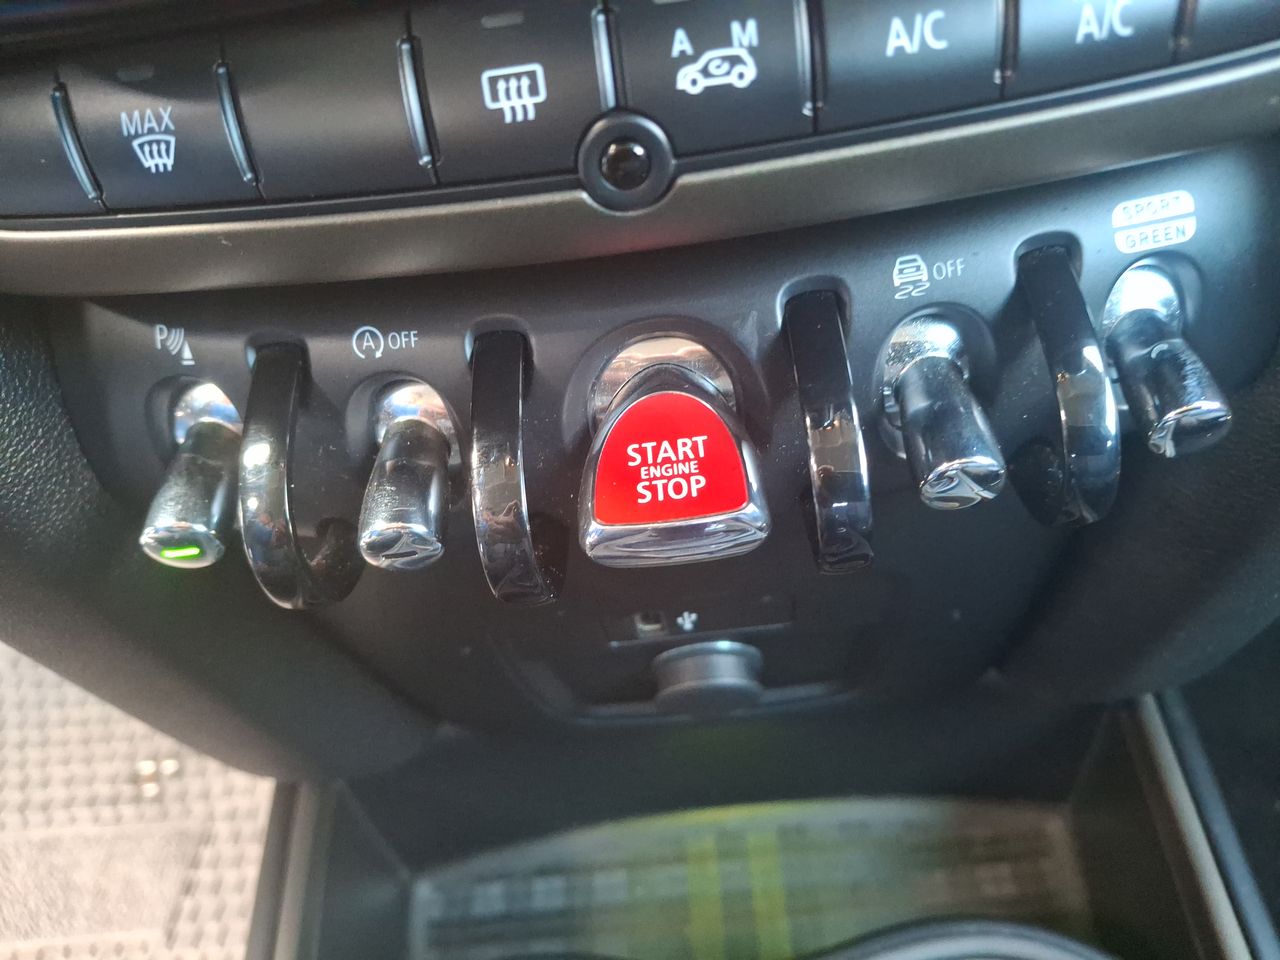 MAX
A M
A/C
A/C
SPORT
GREEN
OFF
P
A OFF
START
ENGINE
STOP